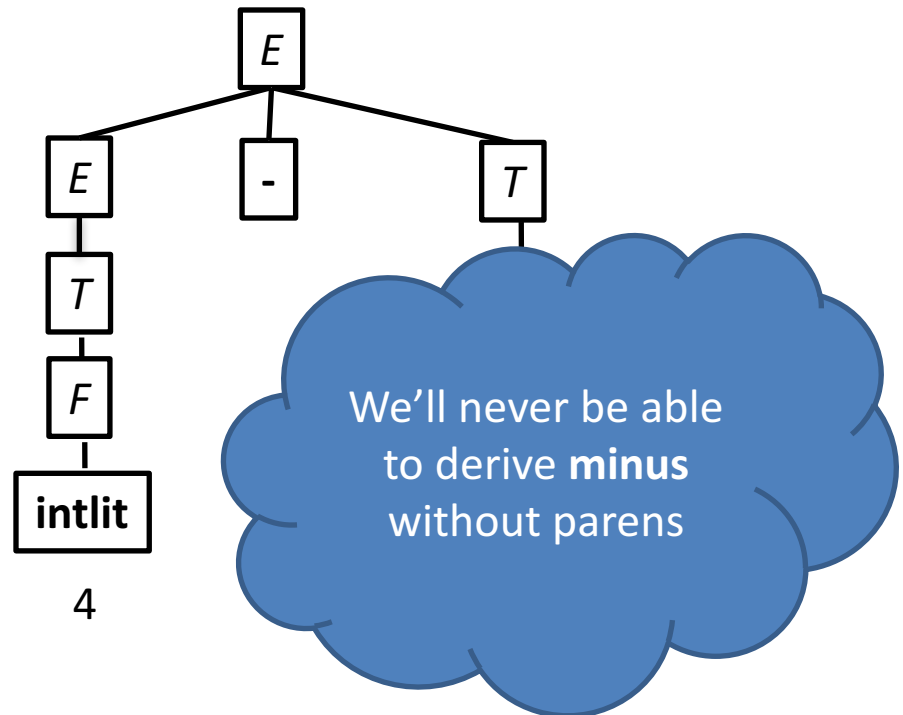 E
E - T
T
F
intlit
4
We’ll never be able
to derive minus
without parens